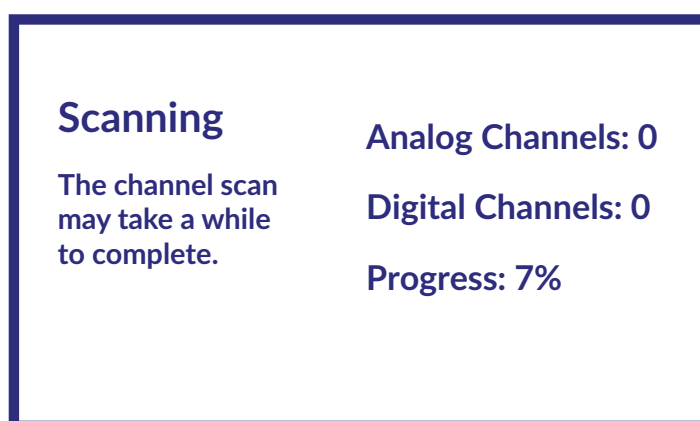 Scanning
The channel scan
may take a while
to complete.
Analog Channels: 0
Digital Channels: 0
Progress: 7%